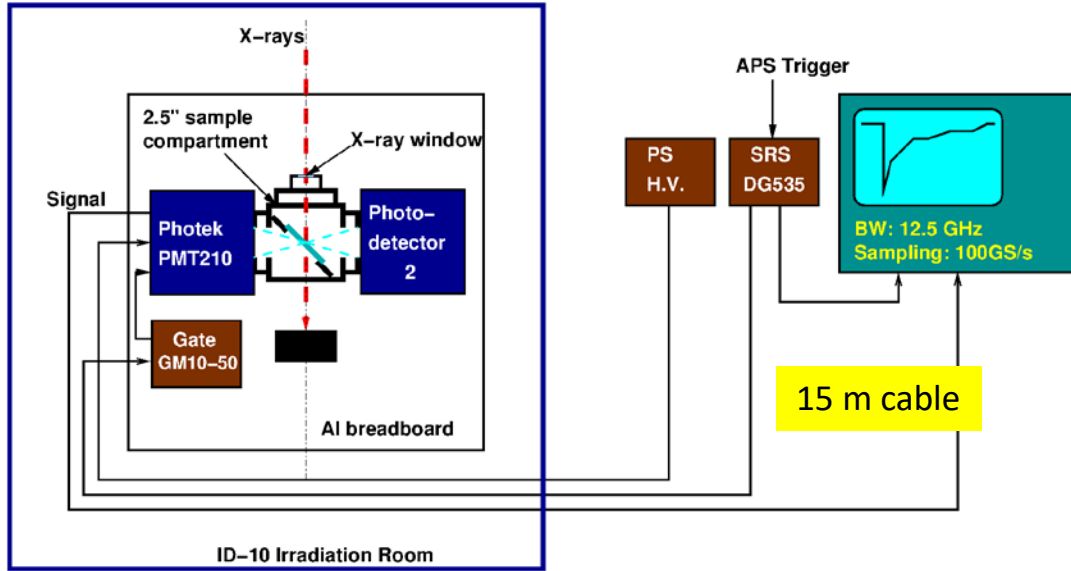 X-rays
APS Trigger
2.5" sample
compartment
X-ray window
PS
H.V.
SRS
DG535
Signal
Photek
PMT210
Photo-
detector
2
BW: 12.5 GHz
Sampling: 100GS/s
Gate
GM10-50
15 m cable
Al breadboard
ID-10 Irradiation Room